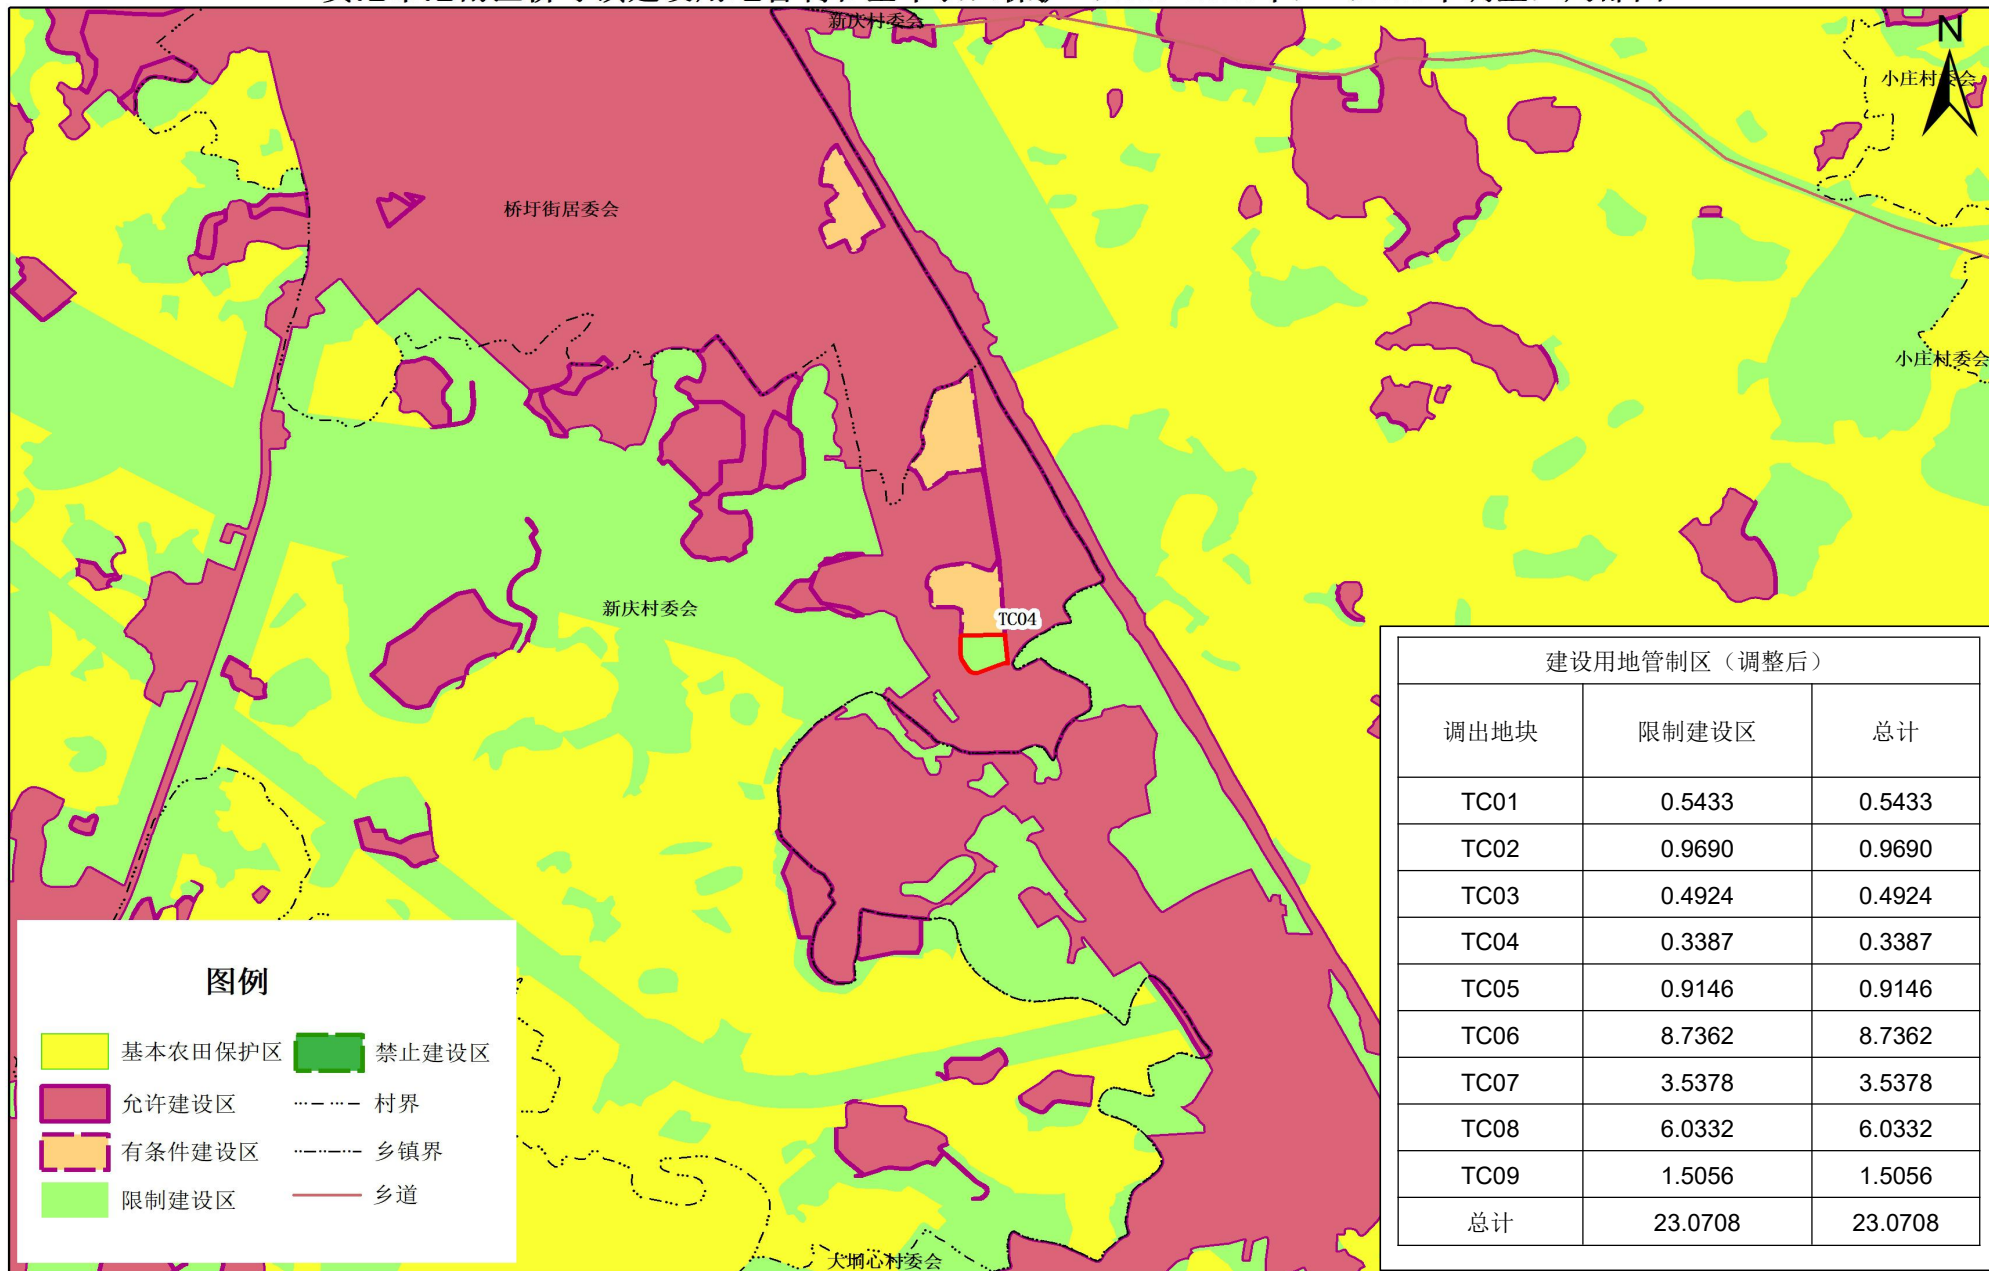 新庆村委会
N
小庄村委会
桥圩街居委会
小庄村委会
新庆村委会
TC04
建设用地管制区（调整后）
调出地块 限制建设区 总计
TC01 0.5433 0.5433
TC02 0.9690 0.9690
TC03 0.4924 0.4924
TC04 0.3387 0.3387
TC05 0.9146 0.9146
TC06 8.7362 8.7362
TC07 3.5378 3.5378
TC08 6.0332 6.0332
TC09 1.5056 1.5056
总计 23.0708 23.0708
图例
基本农田保护区 禁止建设区
允许建设区 村界
有条件建设区 乡镇界
限制建设区 乡道
心村委会